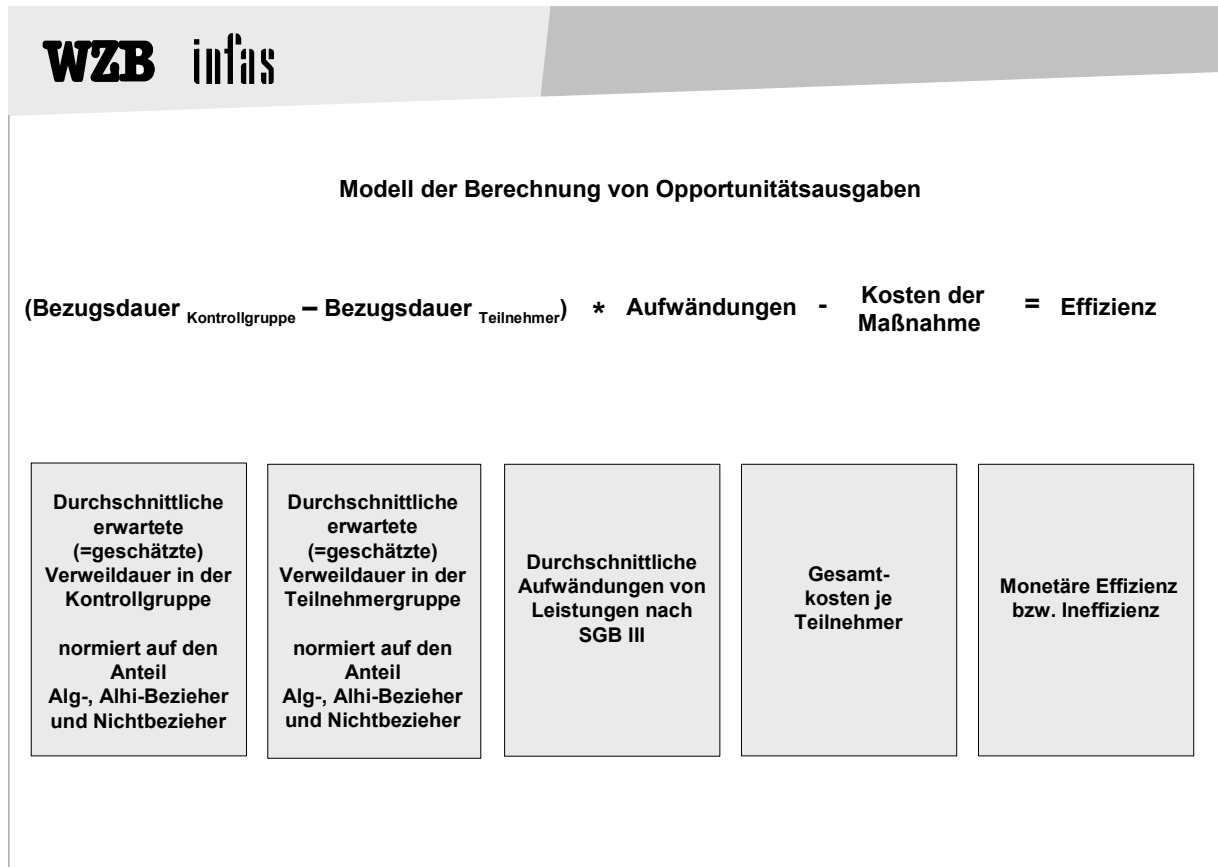 WZB infas
Modell der Berechnung von Opportunitätsausgaben
(Bezugsdauer Kontrollgruppe – Bezugsdauer Teilnehmer) * Aufwändungen - Kosten der Maßnahme = Effizienz
Durchschnittliche
erwartete
(=geschätzte)
Verweildauer in der
Kontrollgruppe
normiert auf den
Anteil
Alg-, Alhi-Bezieher
und Nichtbezieher
Durchschnittliche
erwartete
(=geschätzte)
Verweildauer in der
Teilnehmergruppe
normiert auf den
Anteil
Alg-, Alhi-Bezieher
und Nichtbezieher
Durchschnittliche
Aufwändungen von
Leistungen nach
SGB III
Gesamt-
kosten je
Teilnehmer
Monetäre Effizienz
bzw. Ineffizienz